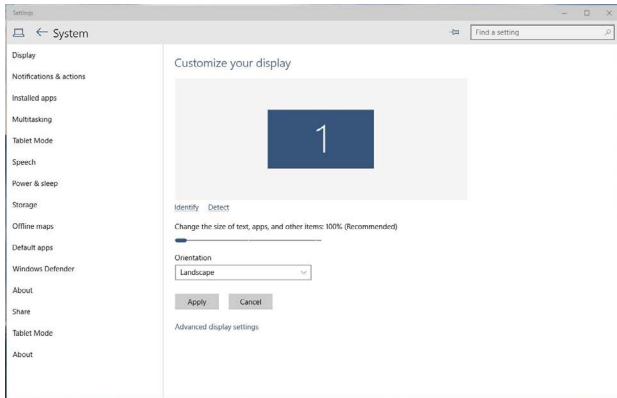 Settings
System
Find a setting
Display
Notifications & actions
Installed apps
Multitasking
Tablet Mode
Speech
Power & sleep
Storage
Offline maps
Default apps
Windows Defender
About
Share
Tablet Mode
About
Customize your display
1
Identify Detect
Change the size of text, apps, and other items: 100% (Recommended)
Orientation
Landscape
Apply Cancel
Advanced display settings